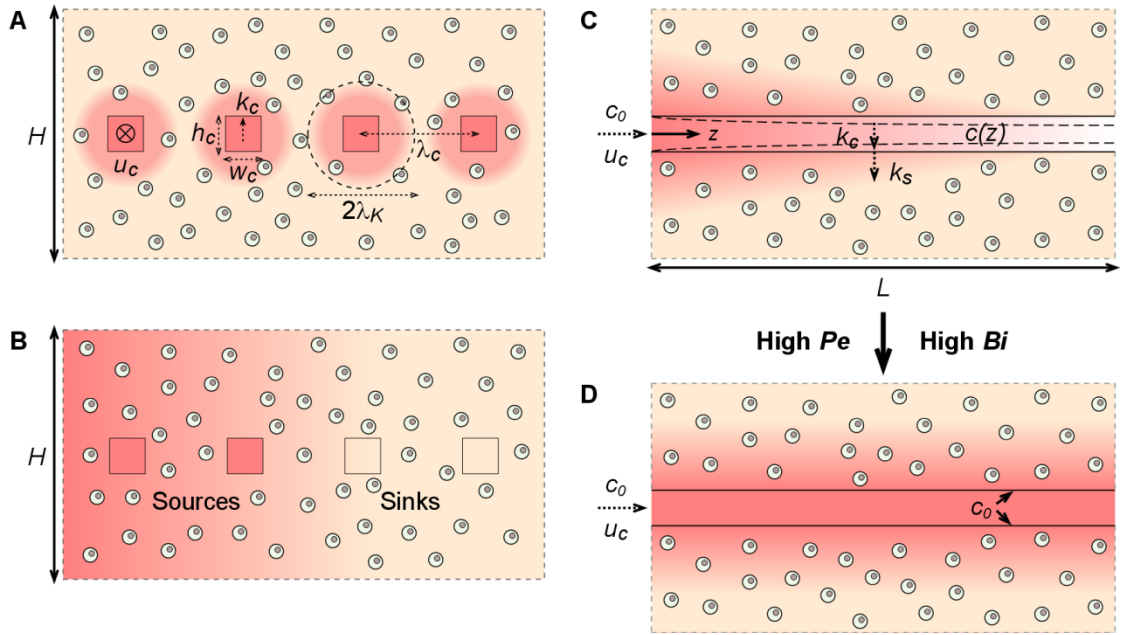 A
H
k_c
h_c
u_c
w_c
λ_c
2λ_K
B
H
Sources
Sinks
C
c_0
u_c
z
k_c
c(z)
k_s
L
High Pe
High Bi
D
c_0
u_c
c_0